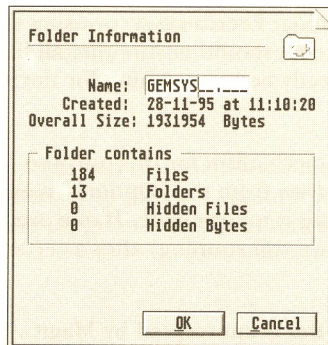 Folder Information
Name: GEMSYS__.___
Created: 28-11-95 at 11:10:20
Overall Size: 1931954 Bytes
Folder contains
184 Files
13 Folders
0 Hidden Files
0 Hidden Bytes
OK Cancel